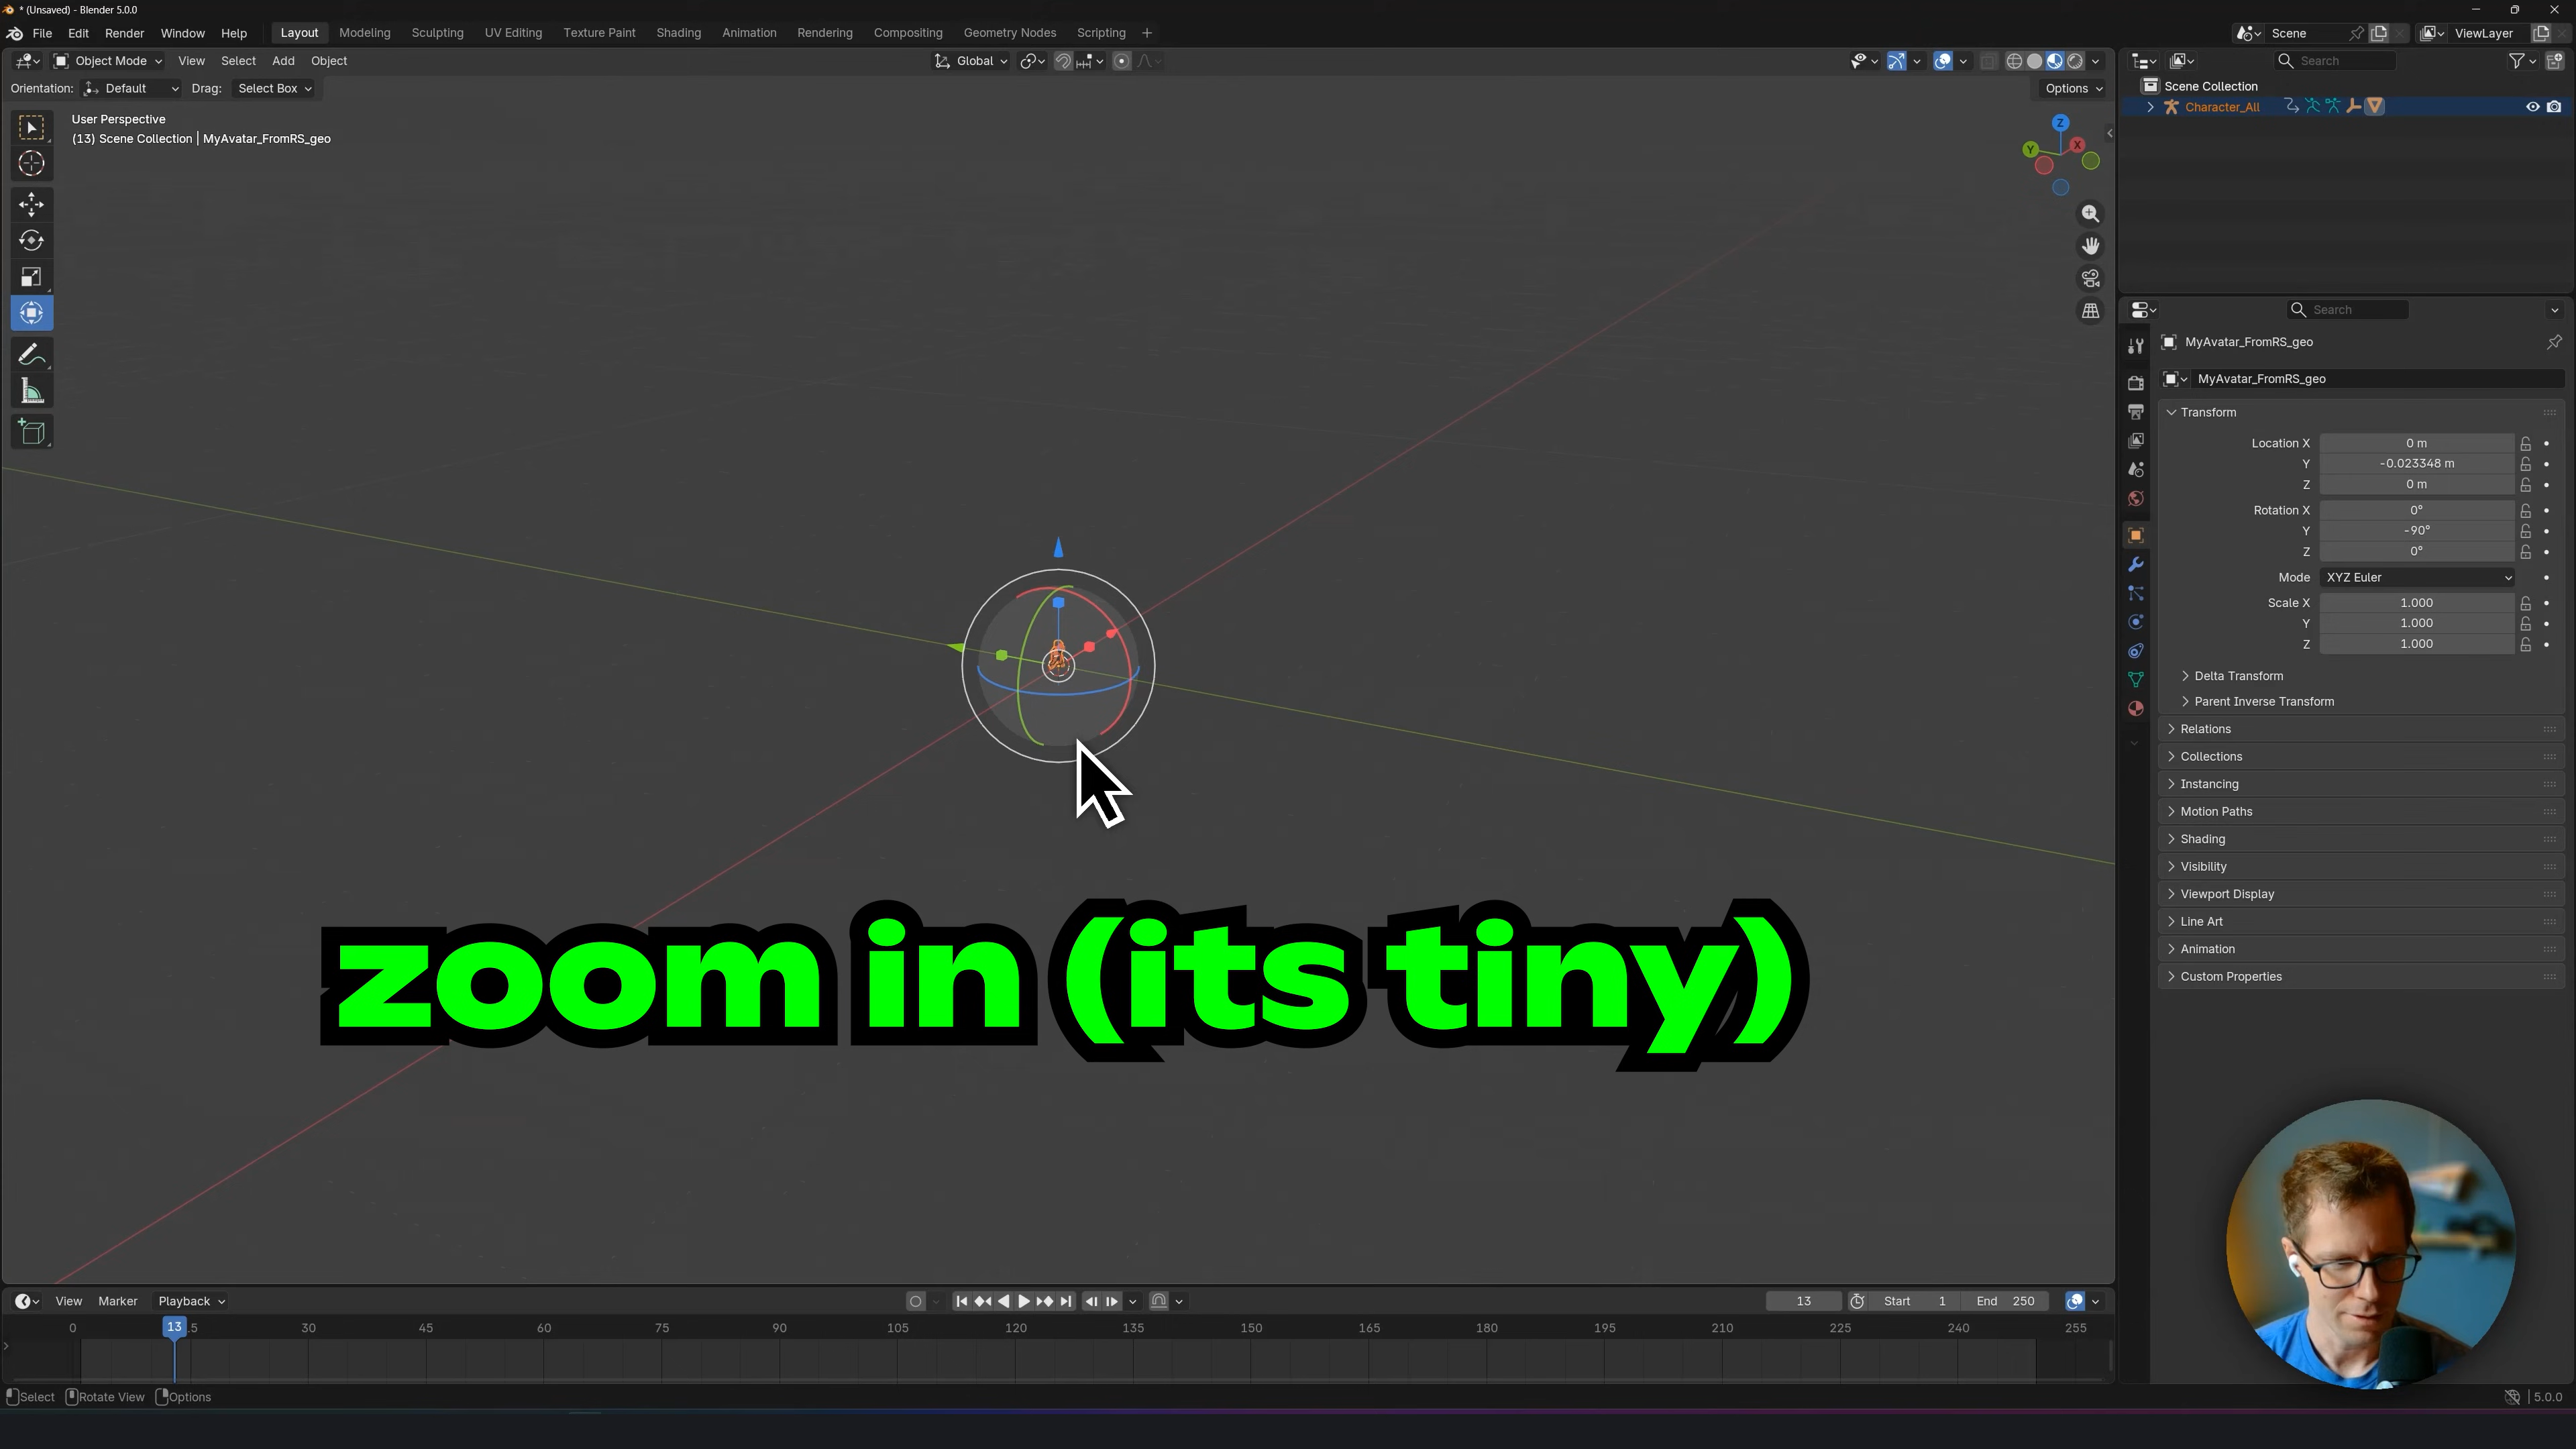 * (Unsaved) - Blender 5.0.0
File Edit Render Window Help Layout Modeling Sculpting UV Editing Texture Paint Shading Animation Rendering Compositing Geometry Nodes Scripting + Scene ViewLayer
Object Mode View Select Add Object Global
Orientation: Default Drag: Select Box Options
User Perspective
(13) Scene Collection | MyAvatar_FromRS_geo
Z
Y X
zoom in (its tiny)
Search
Scene Collection
Character_All
Search
MyAvatar_FromRS_geo
MyAvatar_FromRS_geo
Transform
Location X 0 m
Y -0.023348 m
Z 0 m
Rotation X 0°
Y -90°
Z 0°
Mode XYZ Euler
Scale X 1.000
Y 1.000
Z 1.000
Delta Transform
Parent Inverse Transform
Relations
Collections
Instancing
Motion Paths
Shading
Visibility
Viewport Display
Line Art
Animation
Custom Properties
View Marker Playback 13 Start 1 End 250
0 13 .5 30 45 60 75 90 105 120 135 150 165 180 195 210 225 240 255
Select Rotate View Options 5.0.0